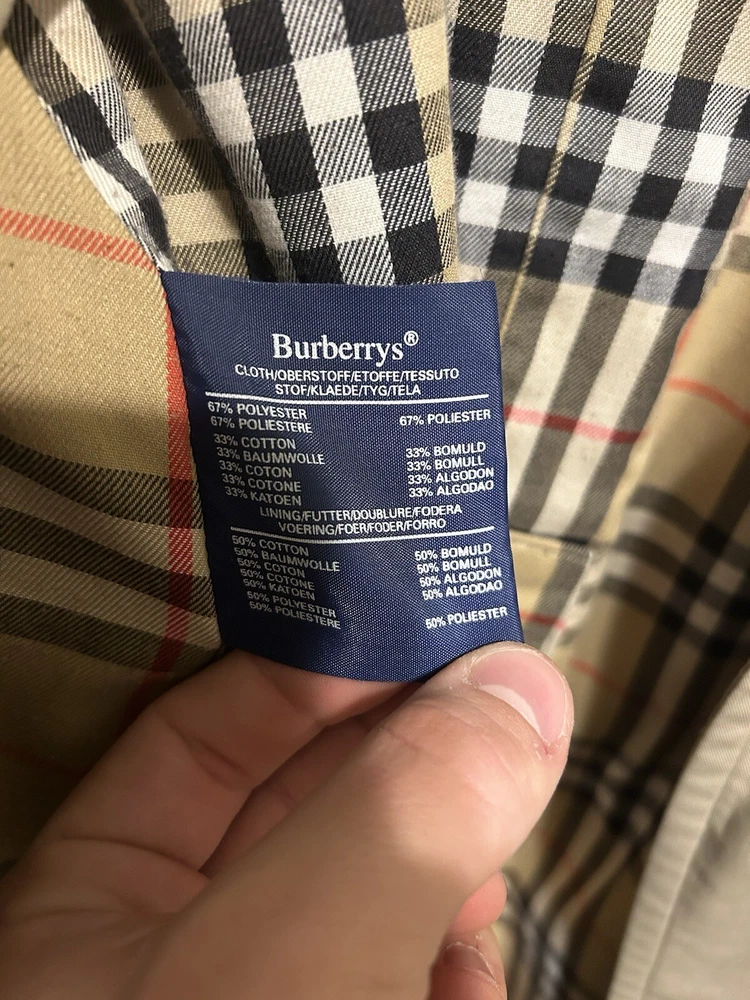 Burberrys®
CLOTH/OBERSTOFF/ETOFFE/TESSUTO
STOF/KLAEDE/TYG/TELA
67% POLYESTER
67% POLIESTERE 67% POLIESTER
33% COTTON
33% BAUMWOLLE 33% BOMULD
33% COTON 33% BOMULL
33% COTONE 33% ALGODON
33% KATOEN 33% ALGODAO
LINING/FUTTER/DOUBLURE/FODERA
VOERING/FOER/FODER/FORRO
50% COTTON
50% BAUMWOLLE 50% BOMULD
50% COTON 50% BOMULL
50% COTONE 50% ALGODON
50% KATOEN 50% ALGODAO
50% POLYESTER
50% POLIESTERE 50% POLIESTER